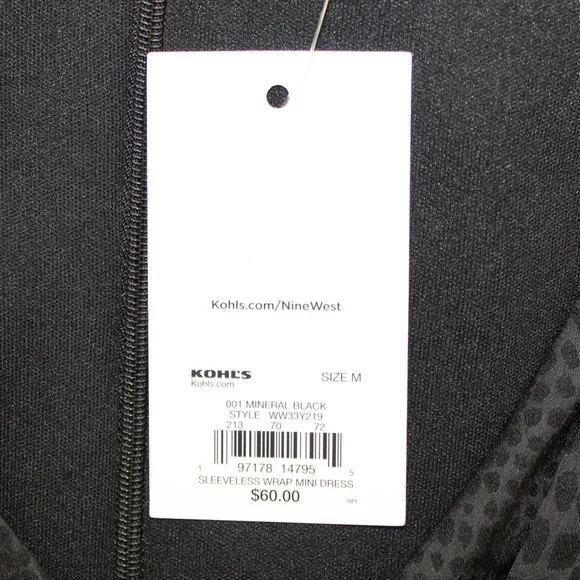 Kohls.com/NineWest
KOHL'S SIZE M
Kohls.com
001 MINERAL BLACK
STYLE WW33Y219
213 70 72
1 97178 14795 5
SLEEVELESS WRAP MINI DRESS
$60.00
RPI